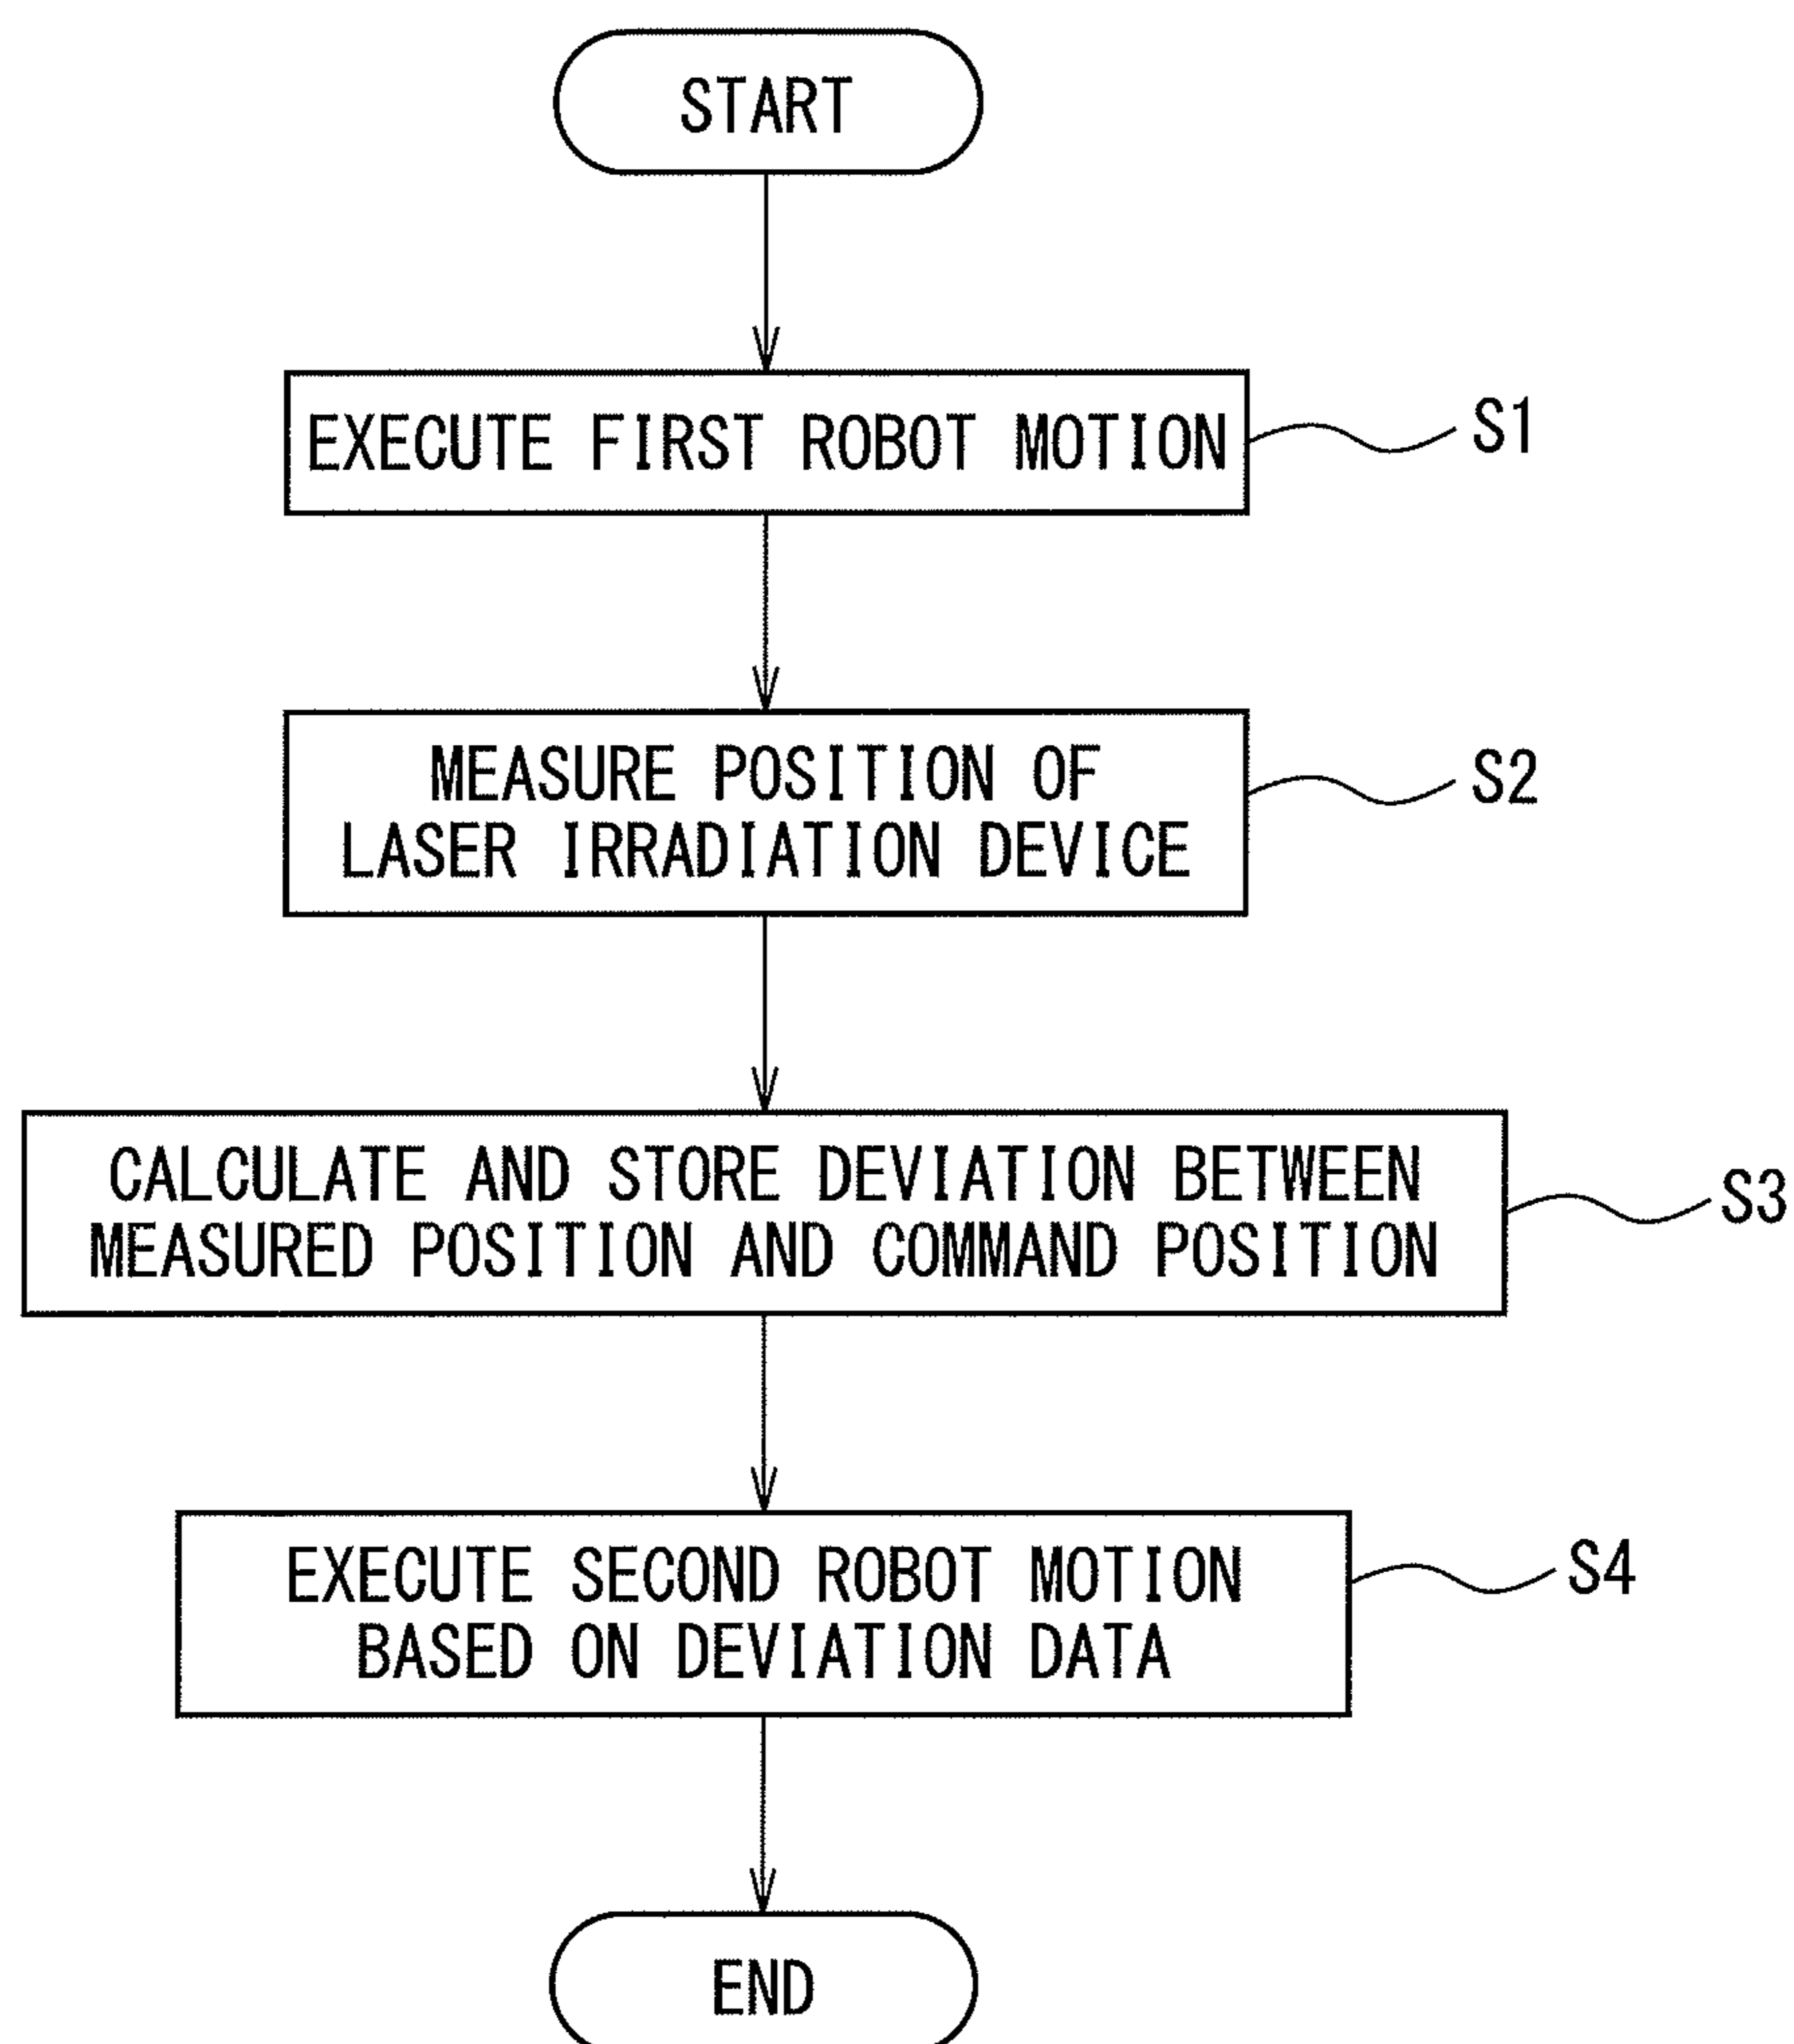 START
EXECUTE FIRST ROBOT MOTION
S1
MEASURE POSITION OF
LASER IRRADIATION DEVICE
S2
CALCULATE AND STORE DEVIATION BETWEEN
MEASURED POSITION AND COMMAND POSITION
S3
EXECUTE SECOND ROBOT MOTION
BASED ON DEVIATION DATA
S4
END